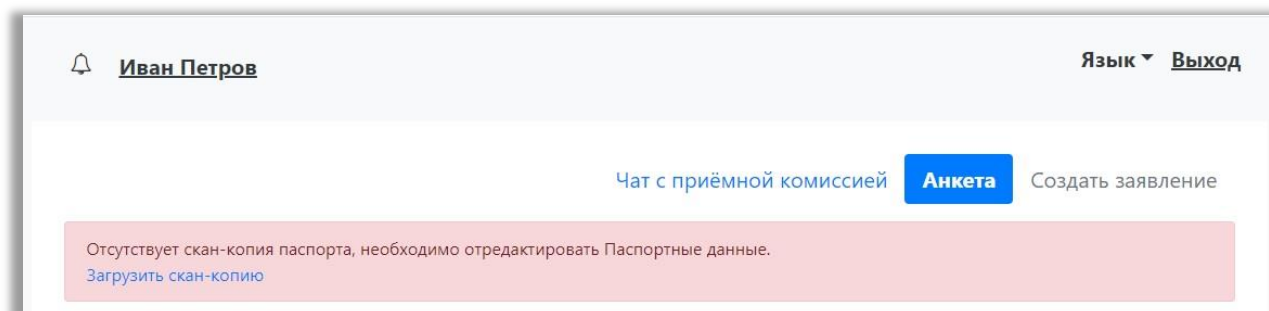 Иван Петров
Язык Выход
Чат с приёмной комиссией Анкета Создать заявление
Отсутствует скан-копия паспорта, необходимо отредактировать Паспортные данные.
Загрузить скан-копию